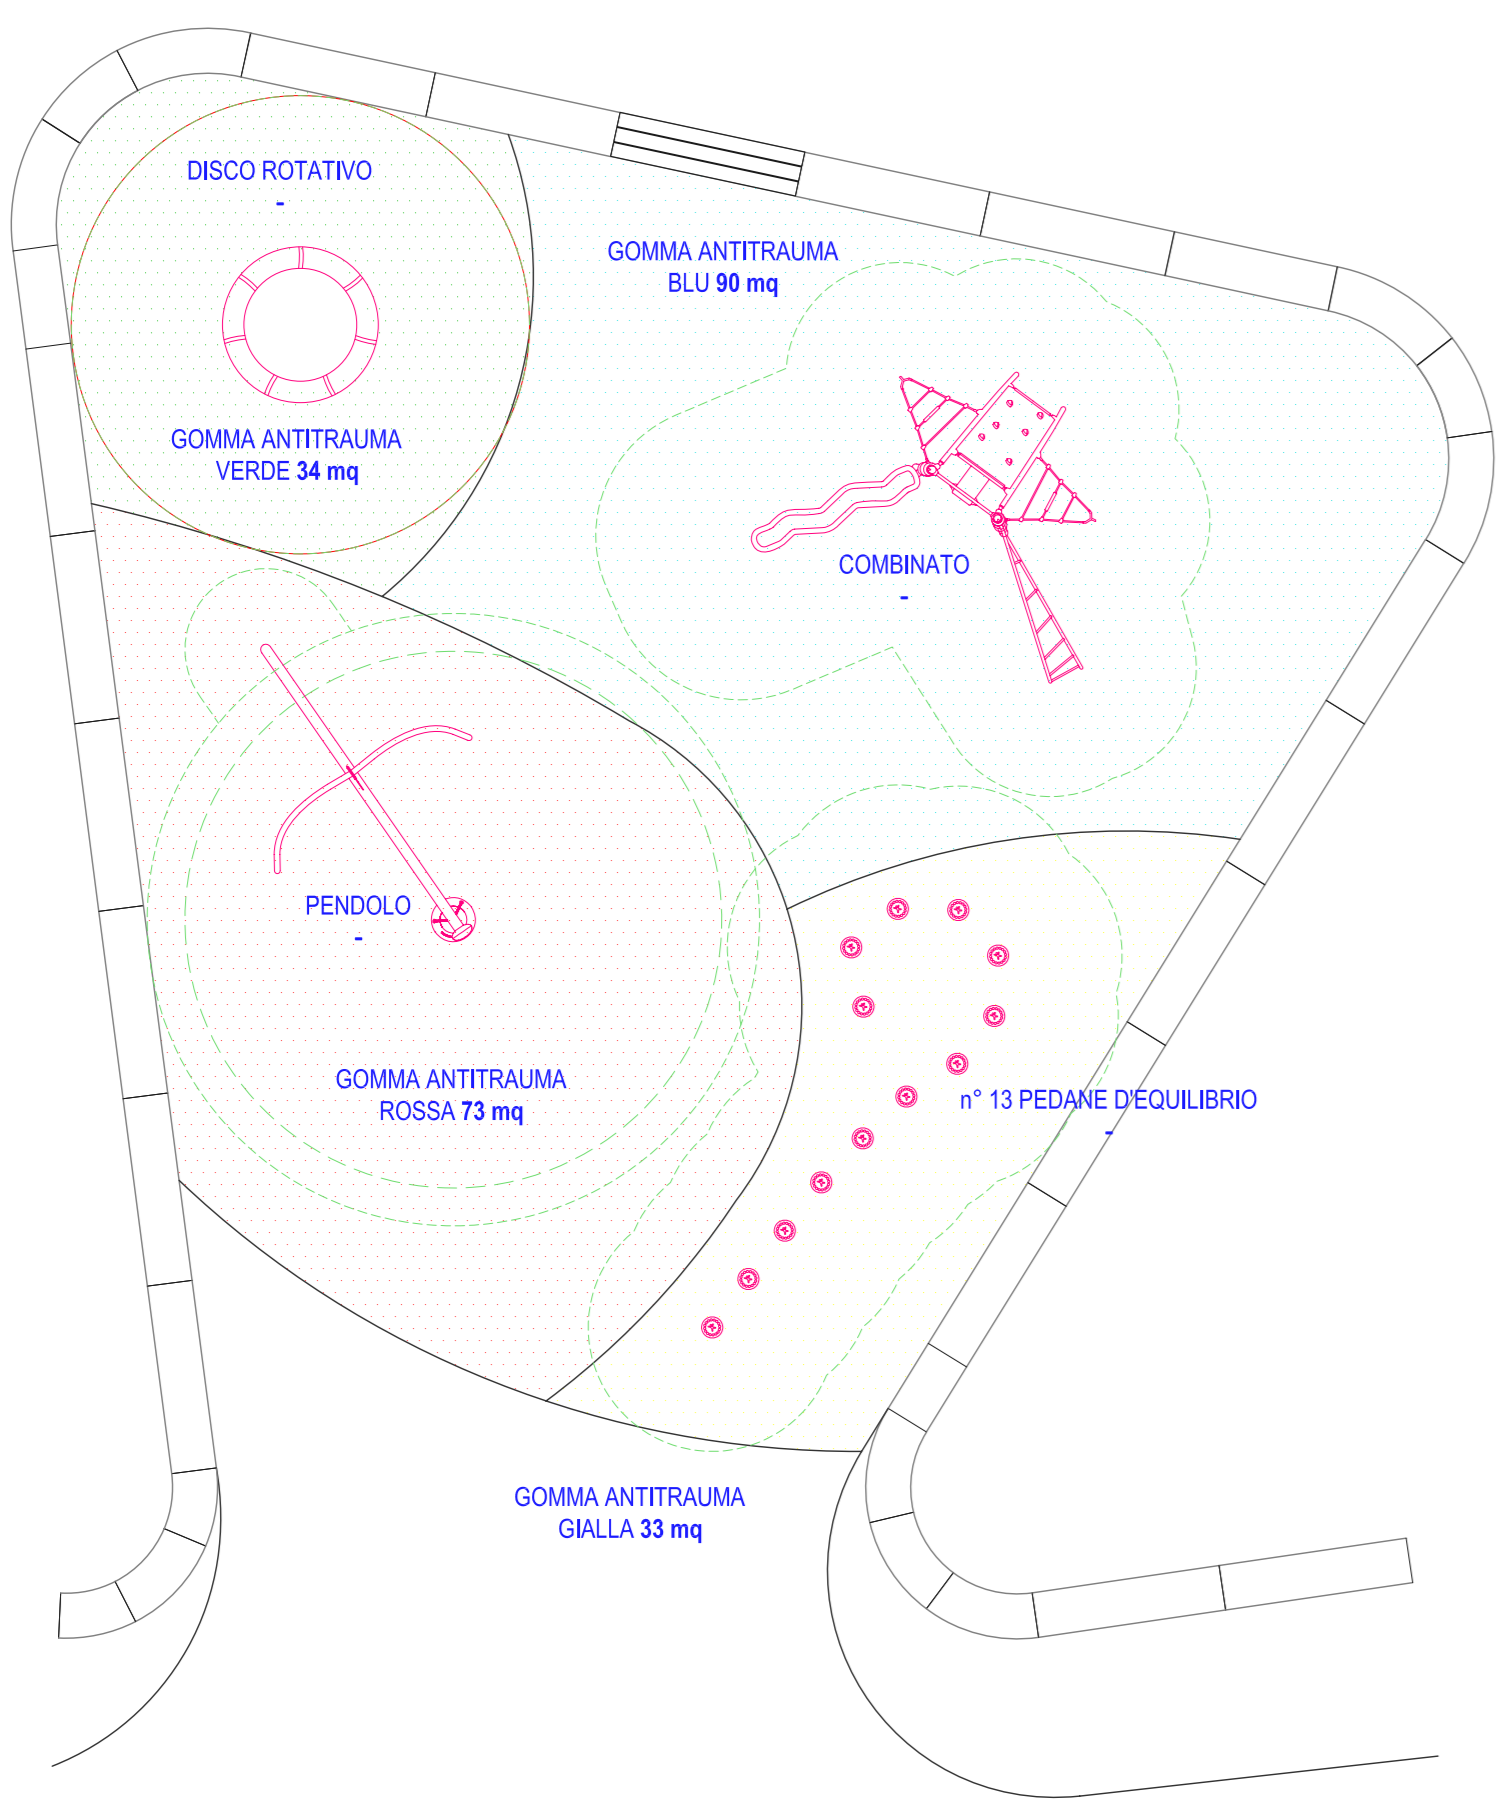 DISCO ROTATIVO
-
GOMMA ANTITRAUMA
BLU 90 mq
GOMMA ANTITRAUMA
VERDE 34 mq
COMBINATO
-
PENDOLO
-
GOMMA ANTITRAUMA
ROSSA 73 mq
n° 13 PEDANE D'EQUILIBRIO
-
GOMMA ANTITRAUMA
GIALLA 33 mq